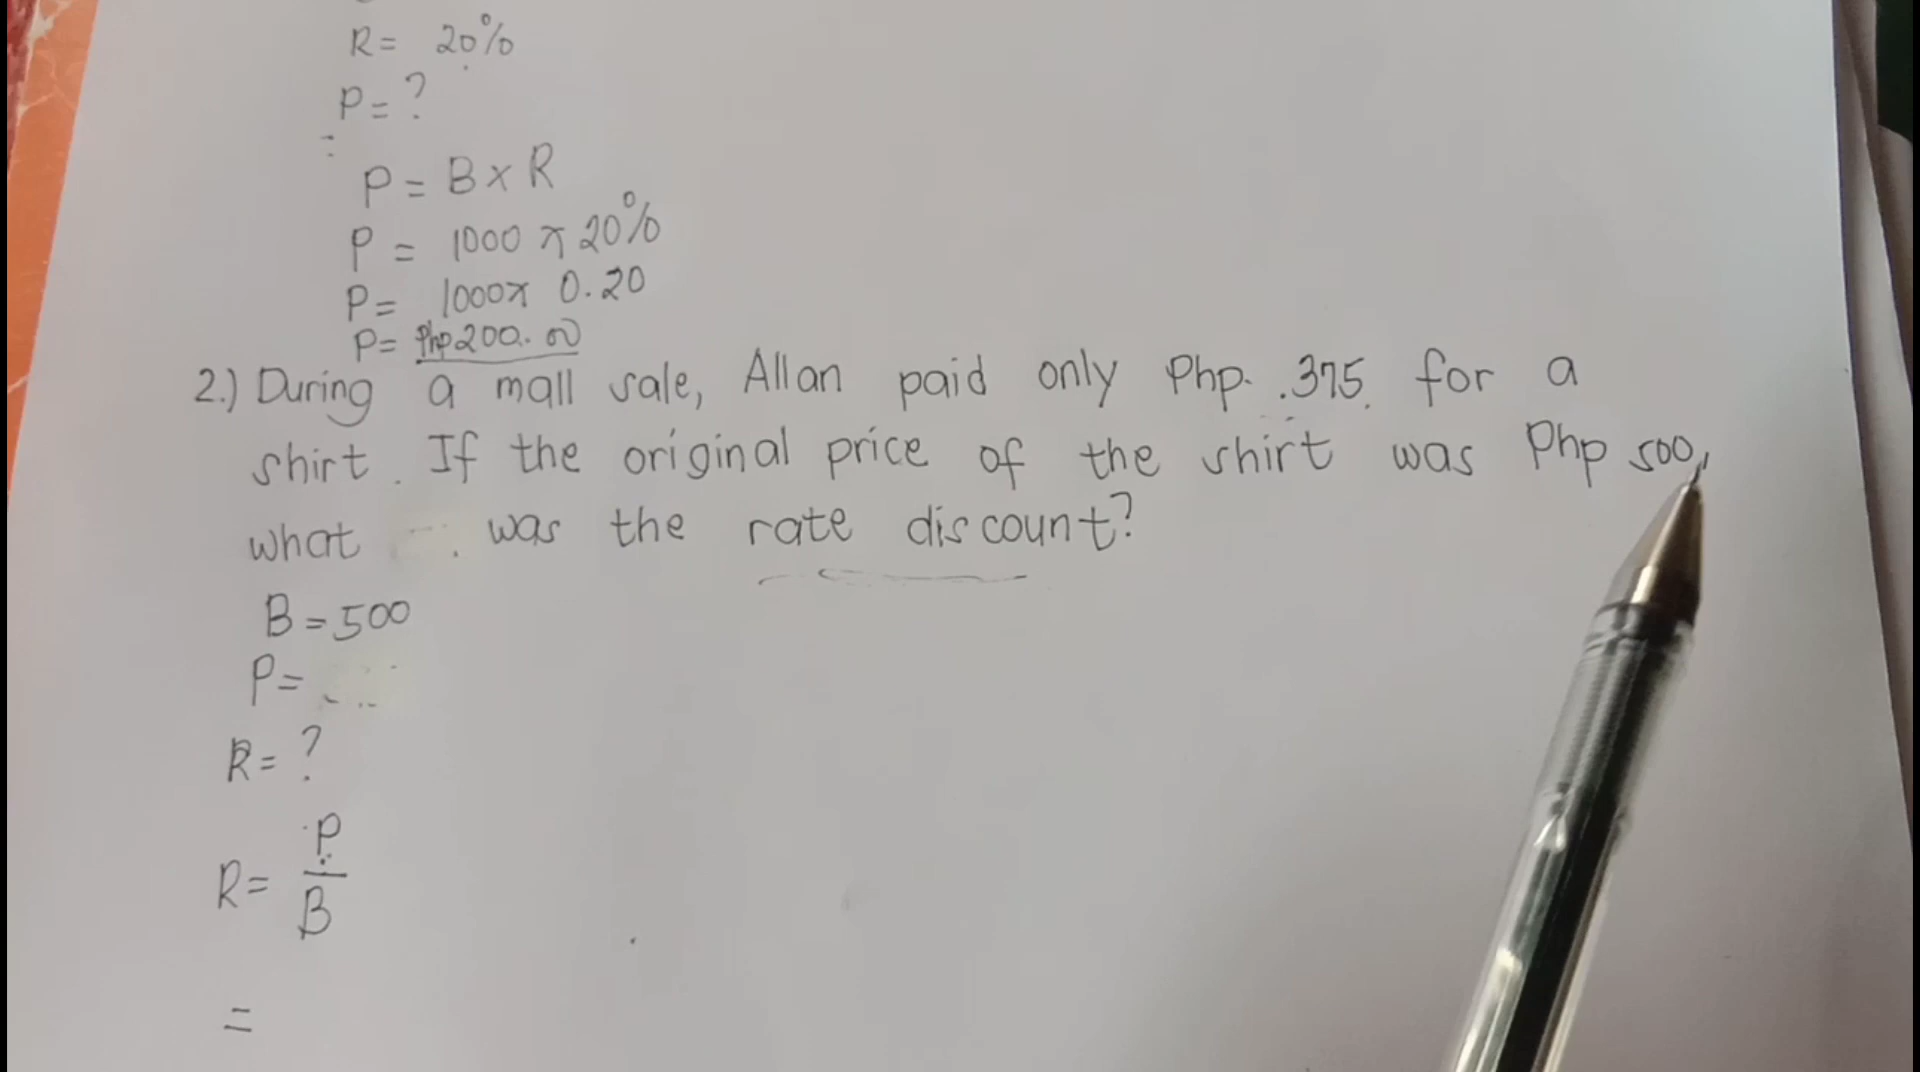 R = 20%
P = ?
P = B x R
P = 1000 x 20%
P = 1000 x 0.20
P = Php 200.00
2.) During a mall sale, Allan paid only Php. 375 for a
shirt. If the original price of the shirt was Php 500,
what was the rate discount?
B = 500
P =
R = ?
R = P
B
=